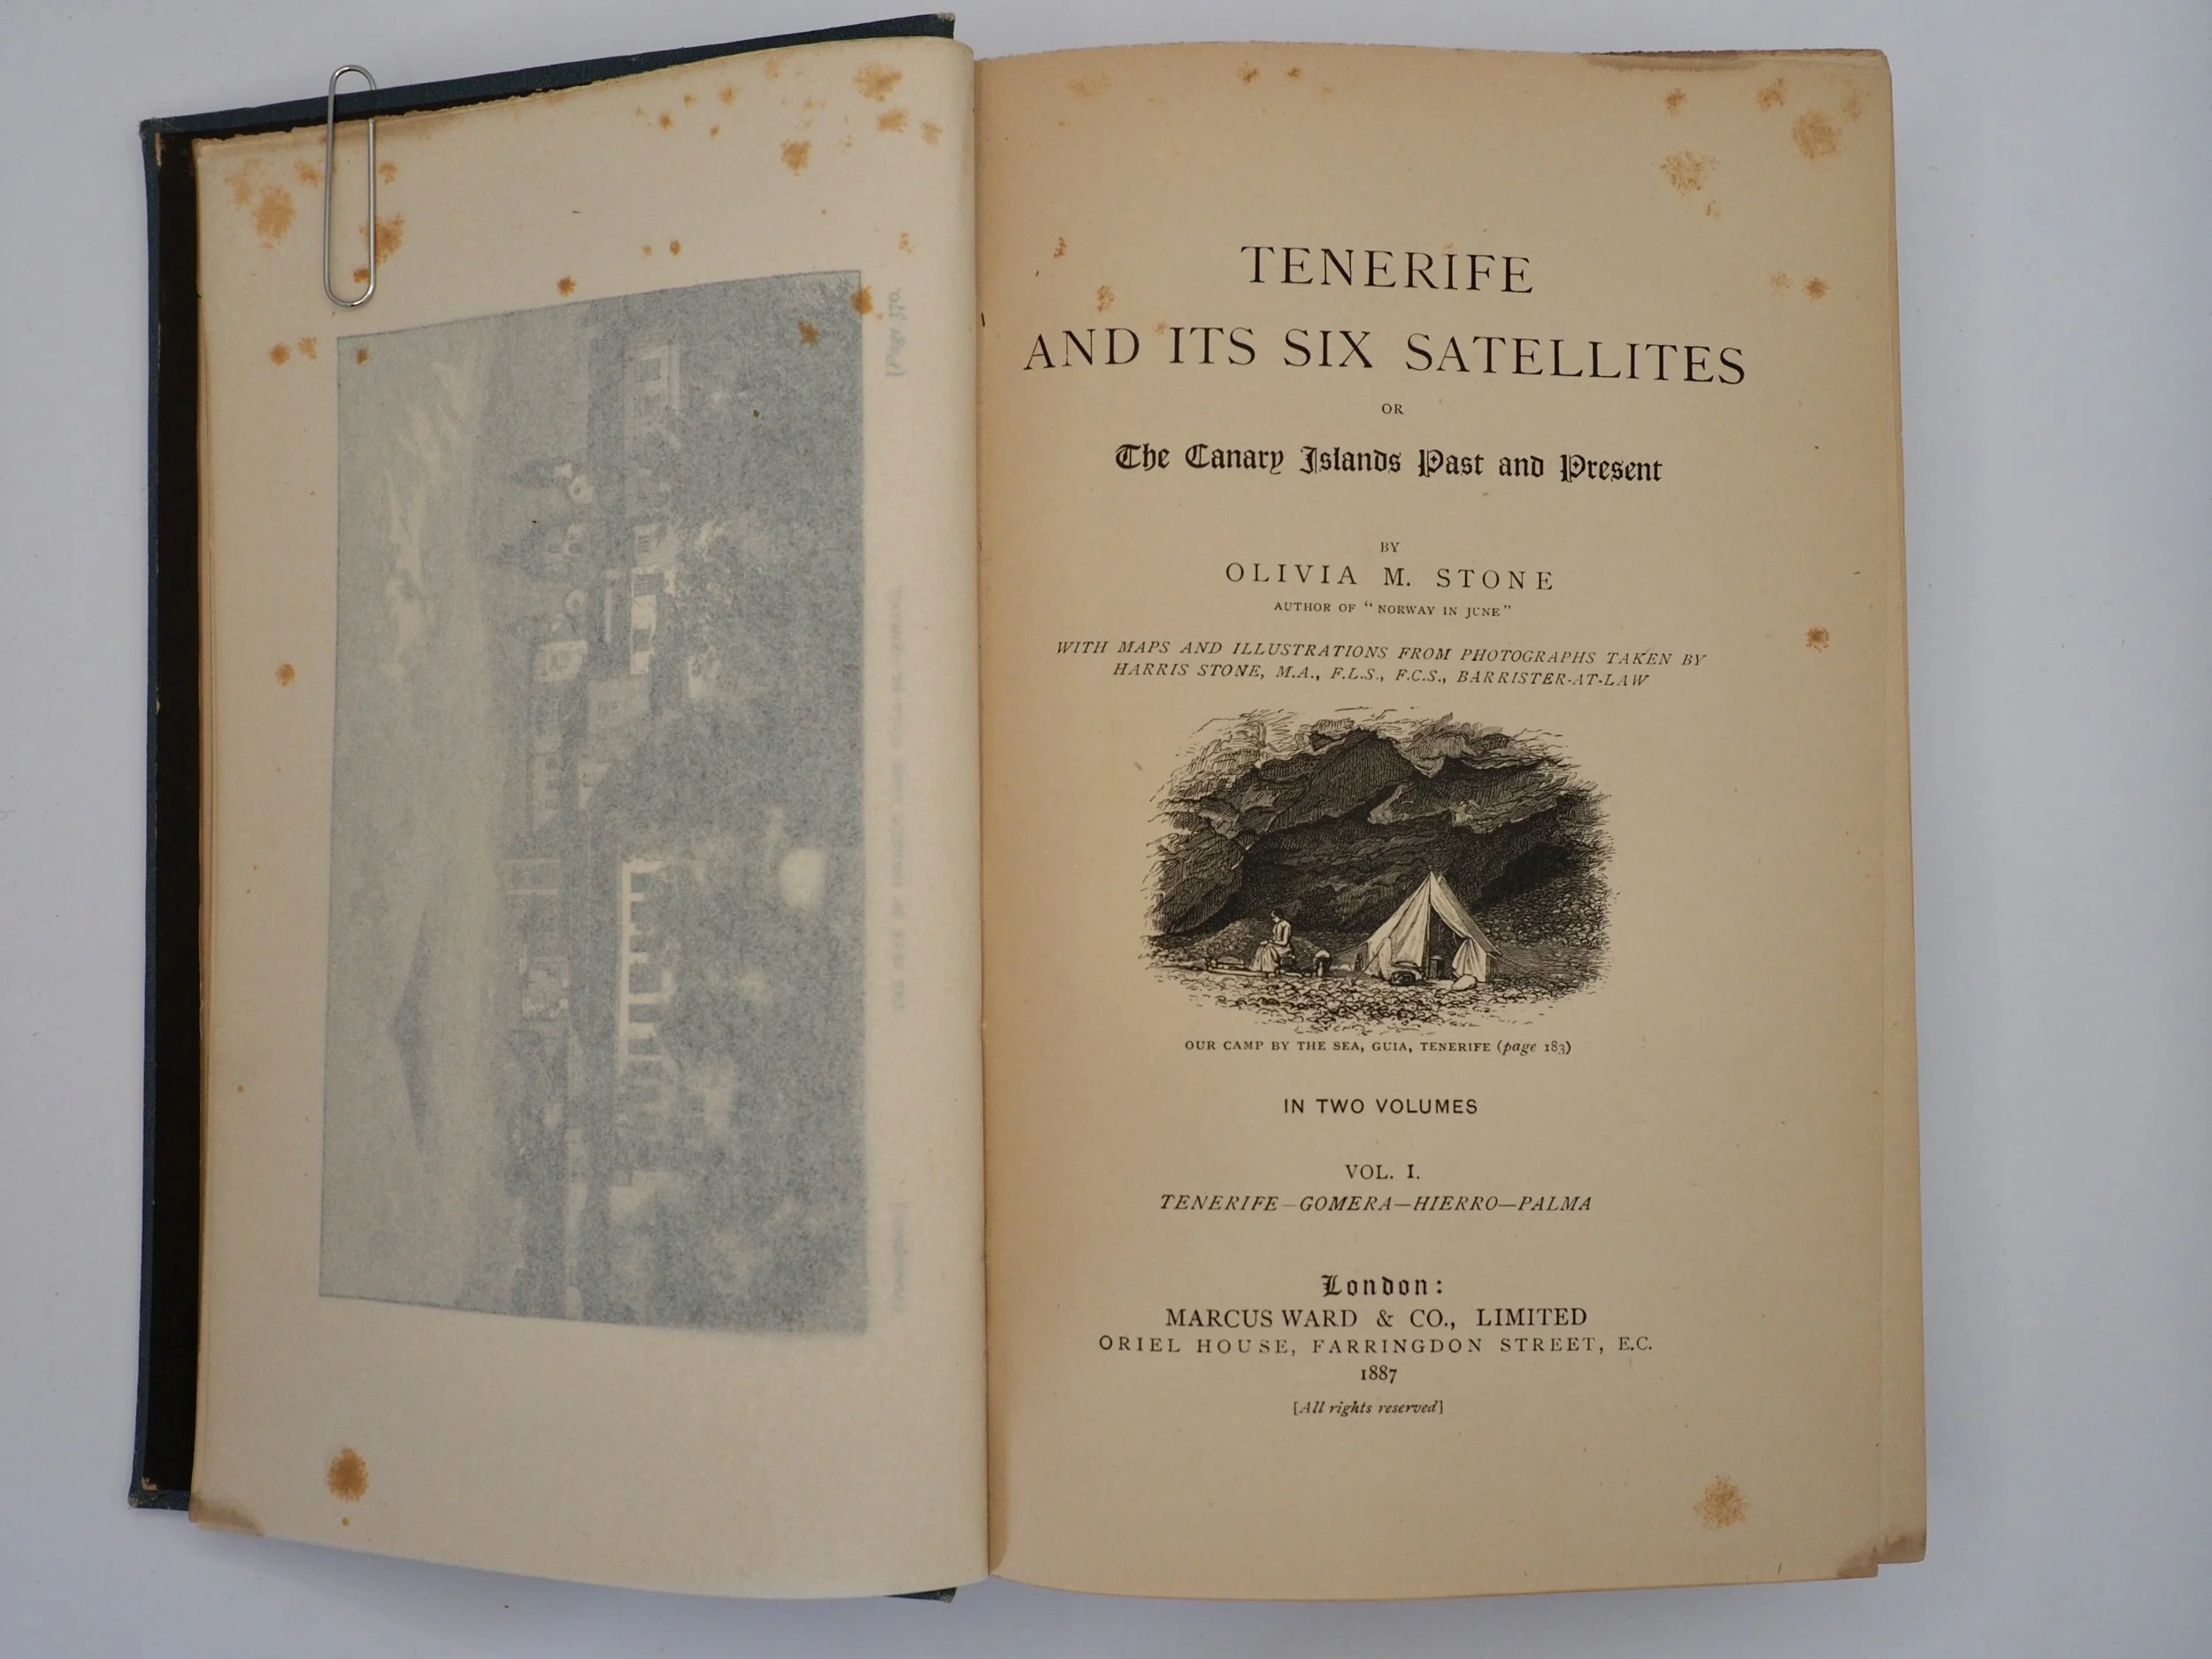 TENERIFE
AND ITS SIX SATELLITES
OR
The Canary Islands Past and Present
BY
OLIVIA M. STONE
AUTHOR OF "NORWAY IN JUNE"
WITH MAPS AND ILLUSTRATIONS FROM PHOTOGRAPHS TAKEN BY
HARRIS STONE, M.A., F.L.S., F.C.S., BARRISTER-AT-LAW
OUR CAMP BY THE SEA, GUIA, TENERIFE (page 183)
IN TWO VOLUMES
VOL. I.
TENERIFE—GOMERA—HIERRO—PALMA
London:
MARCUS WARD & CO., LIMITED
ORIEL HOUSE, FARRINGDON STREET, E.C.
1887
[All rights reserved]